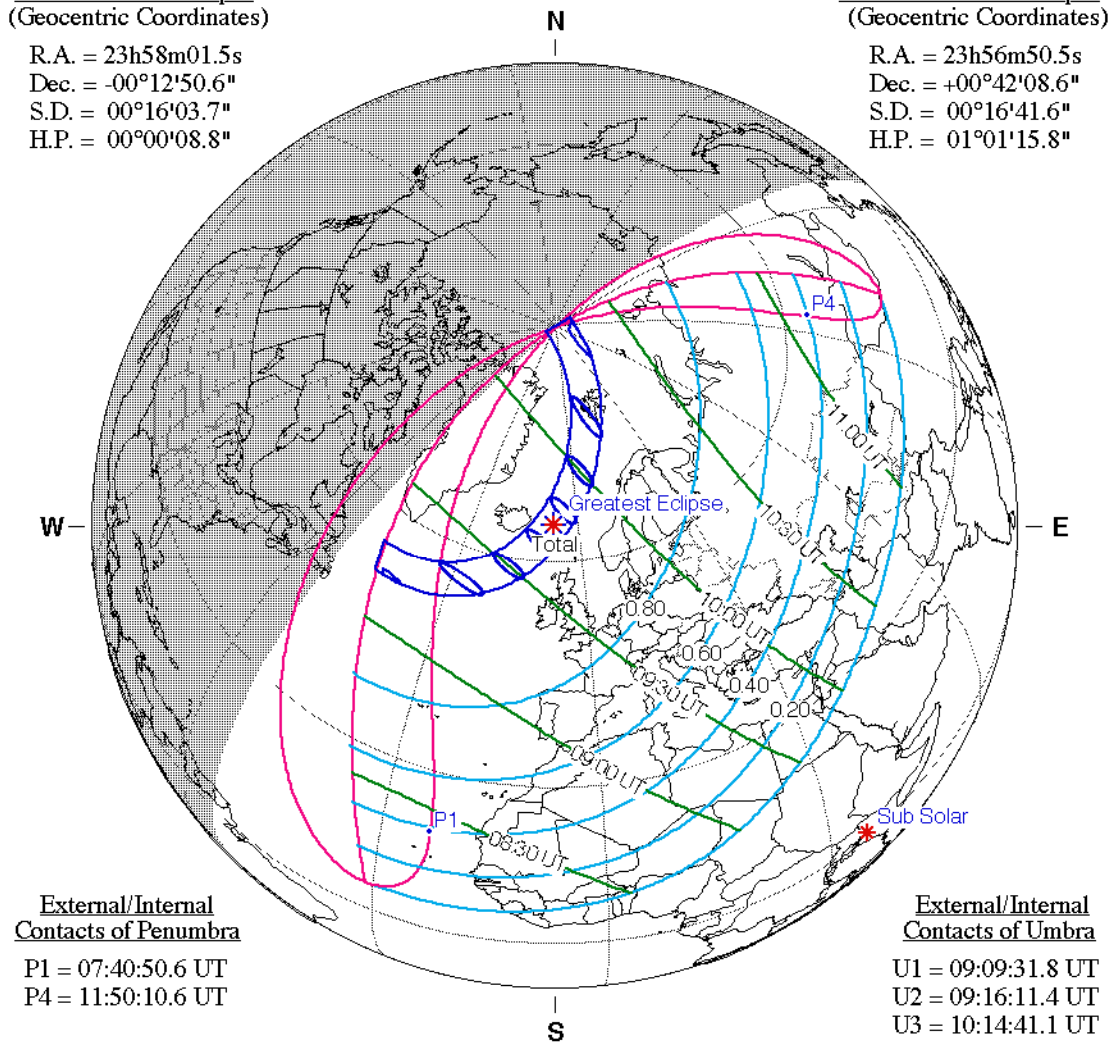 (Geocentric Coordinates)
R.A. = 23h58m01.5s
Dec. = -00°12'50.6"
S.D. = 00°16'03.7"
H.P. = 00°00'08.8"
(Geocentric Coordinates)
R.A. = 23h56m50.5s
Dec. = +00°42'08.6"
S.D. = 00°16'41.6"
H.P. = 01°01'15.8"
N
P4
11:00 UT
Greatest Eclipse
W
E
Total
10:30 UT
0.80
10:00 UT
0.60
0.40
09:30 UT
0.20
09:00 UT
P1
Sub Solar
08:30 UT
External/Internal
Contacts of Penumbra
P1 = 07:40:50.6 UT
P4 = 11:50:10.6 UT
External/Internal
Contacts of Umbra
U1 = 09:09:31.8 UT
U2 = 09:16:11.4 UT
U3 = 10:14:41.1 UT
S